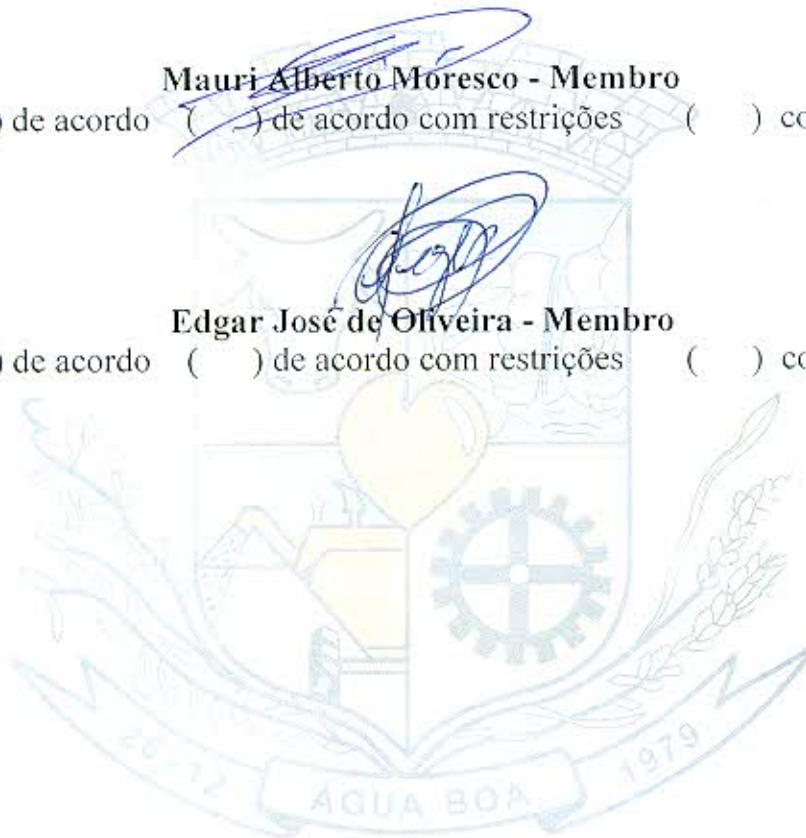 Mauri Alberto Moresco - Membro
) de acordo ( ) de acordo com restrições ( ) co
Edgar José de Oliveira - Membro
) de acordo ( ) de acordo com restrições ( ) co
26-12 ÁGUA BOA 1979